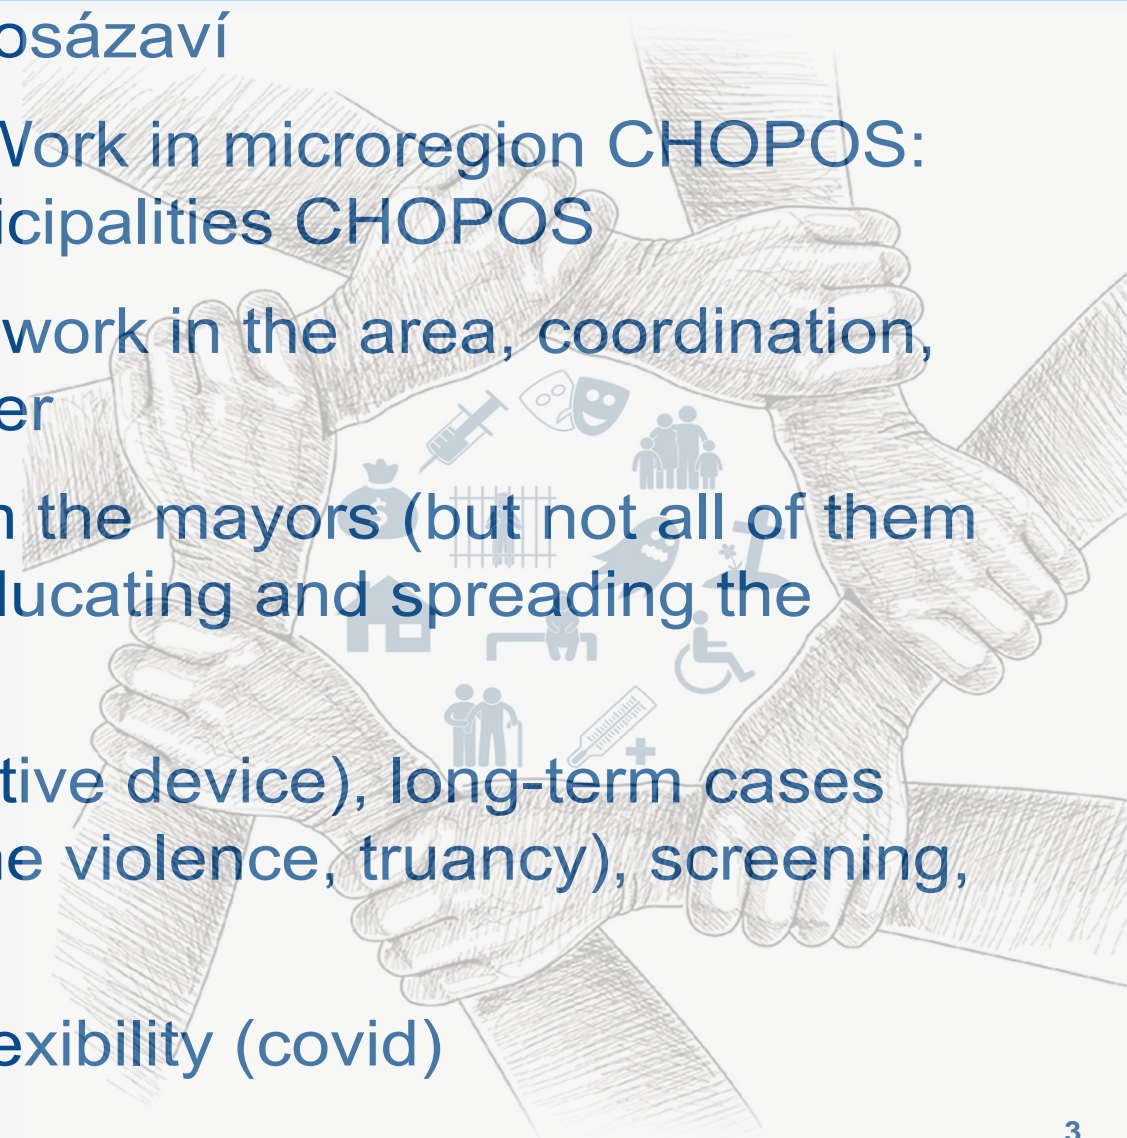 osázaví
Work in microregion CHOPOS:
icipalities CHOPOS
work in the area, coordination,
er
n the mayors (but not all of them
ducating and spreading the
tive device), long-term cases
ne violence, truancy), screening,
exibility (covid)
3